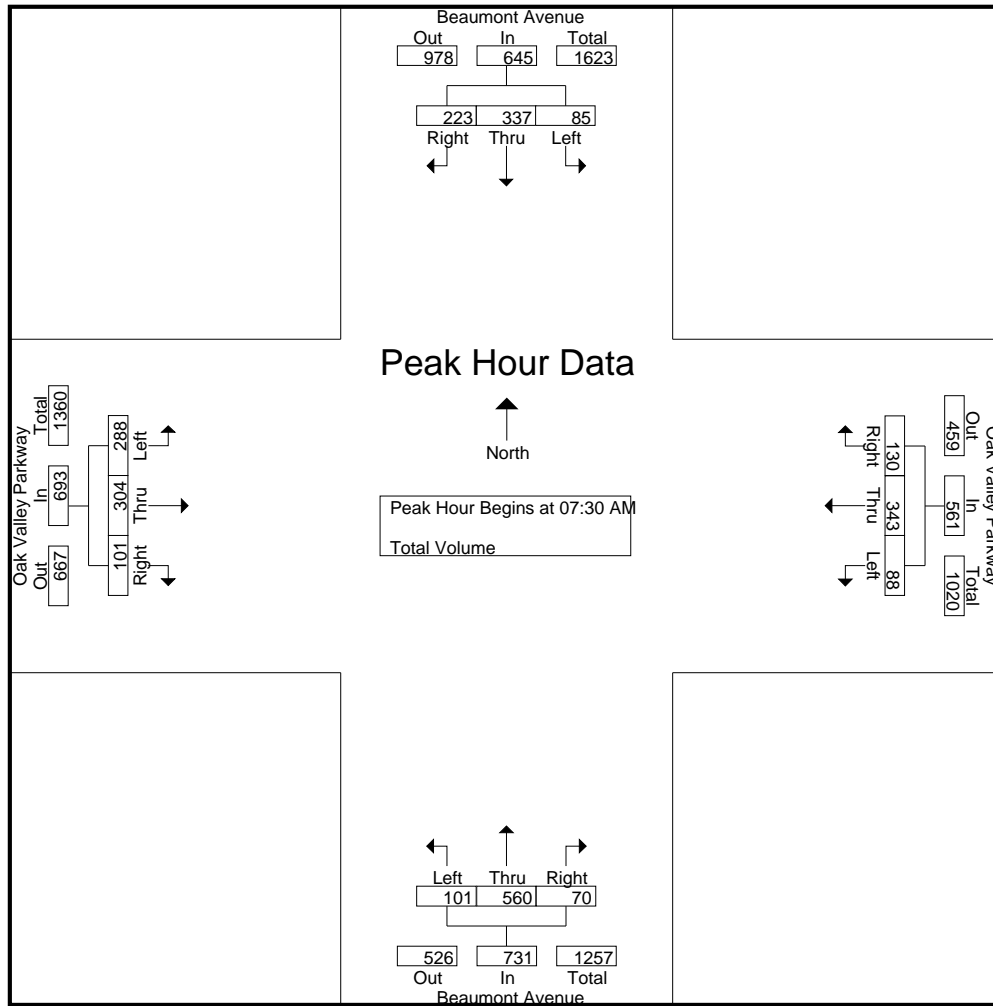 Beaumont Avenue
Out In Total
978 645 1623
223 337 85
Right Thru Left
Peak Hour Data
North
Peak Hour Begins at 07:30 AM
Total Volume
Oak Valley Parkway
Total In Out
1360 693 667
288 304 101
Left Thru Right
Right Thru Left
130 343 88
459 561 1020
Out In Total
Oak Valley Parkway
Left Thru Right
101 560 70
526 731 1257
Out In Total
Beaumont Avenue